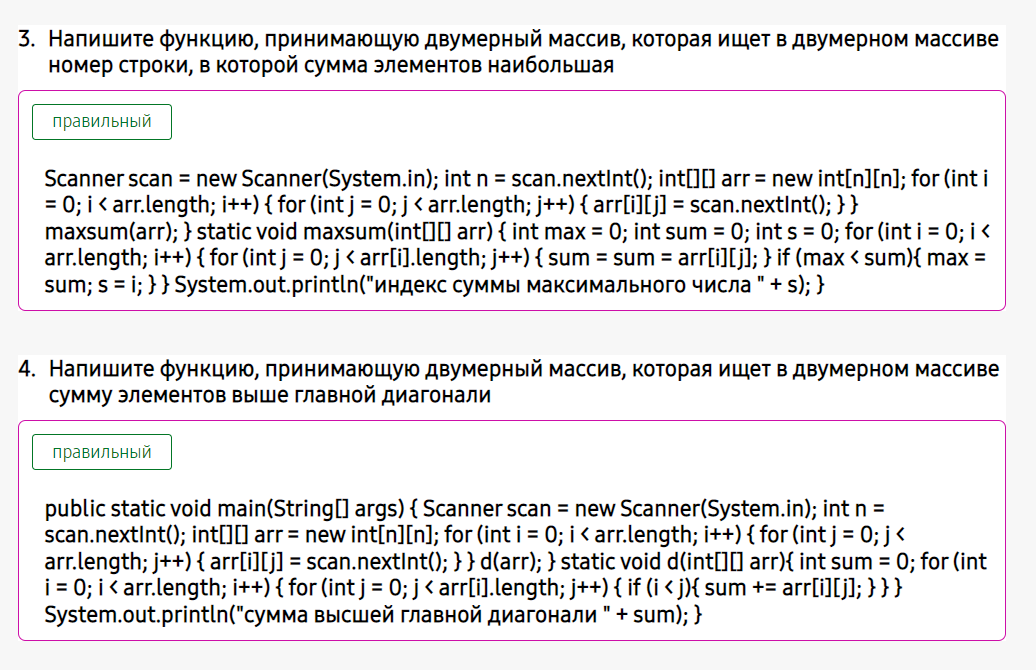 3. Напишите функцию, принимающую двумерный массив, которая ищет в двумерном массиве
номер строки, в которой сумма элементов наибольшая
правильный
Scanner scan = new Scanner(System.in); int n = scan.nextInt(); int[][] arr = new int[n][n]; for (int i
= 0; i < arr.length; i++) { for (int j = 0; j < arr.length; j++) { arr[i][j] = scan.nextInt(); } }
maxsum(arr); } static void maxsum(int[][] arr) { int max = 0; int sum = 0; int s = 0; for (int i = 0; i <
arr.length; i++) { for (int j = 0; j < arr[i].length; j++) { sum = sum = arr[i][j]; } if (max < sum){ max =
sum; s = i; } } System.out.println("индекс суммы максимального числа " + s); }
4. Напишите функцию, принимающую двумерный массив, которая ищет в двумерном массиве
сумму элементов выше главной диагонали
правильный
public static void main(String[] args) { Scanner scan = new Scanner(System.in); int n =
scan.nextInt(); int[][] arr = new int[n][n]; for (int i = 0; i < arr.length; i++) { for (int j = 0; j <
arr.length; j++) { arr[i][j] = scan.nextInt(); } } d(arr); } static void d(int[][] arr){ int sum = 0; for (int
i = 0; i < arr.length; i++) { for (int j = 0; j < arr[i].length; j++) { if (i < j){ sum += arr[i][j]; } } }
System.out.println("сумма высшей главной диагонали " + sum); }